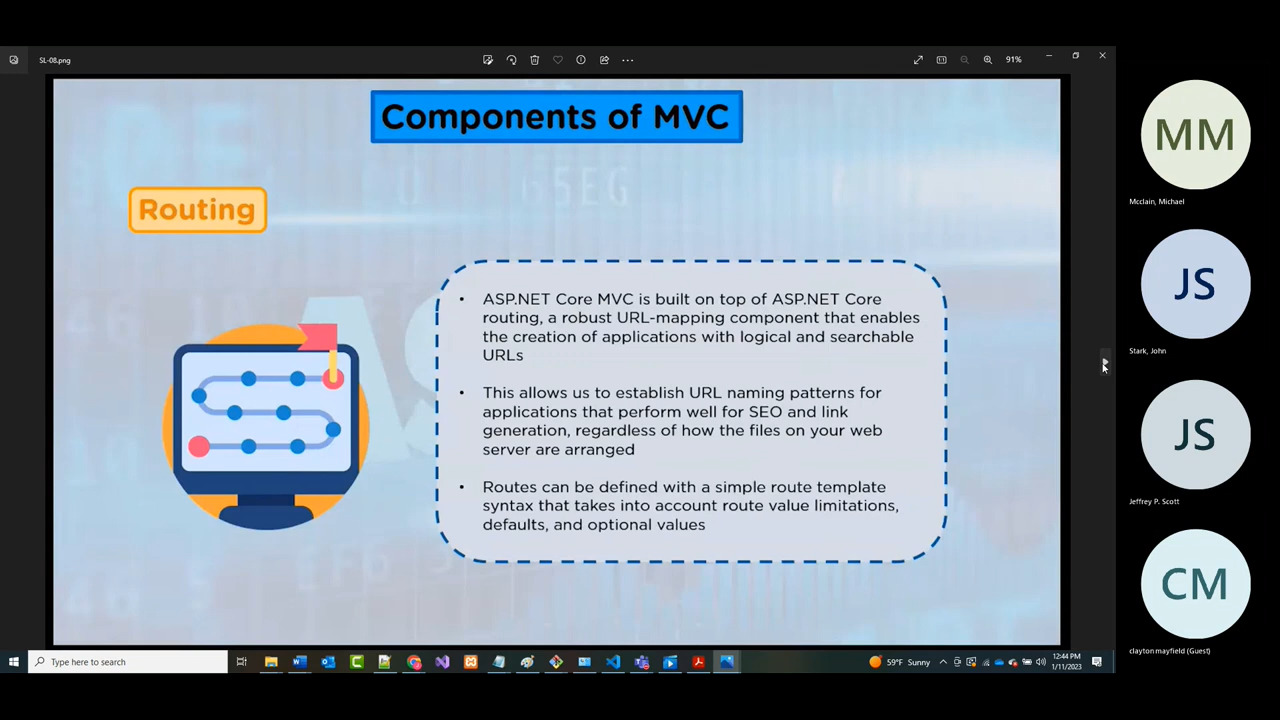 SL-08.png
91%
Components of MVC
Routing
• ASP.NET Core MVC is built on top of ASP.NET Core
routing, a robust URL-mapping component that enables
the creation of applications with logical and searchable
URLs
• This allows us to establish URL naming patterns for
applications that perform well for SEO and link
generation, regardless of how the files on your web
server are arranged
• Routes can be defined with a simple route template
syntax that takes into account route value limitations,
defaults, and optional values
MM
Mcclain, Michael
JS
Stark, John
JS
Jeffrey P. Scott
CM
clayton mayfield (Guest)
Type here to search
59°F Sunny
12:44 PM
1/11/2023